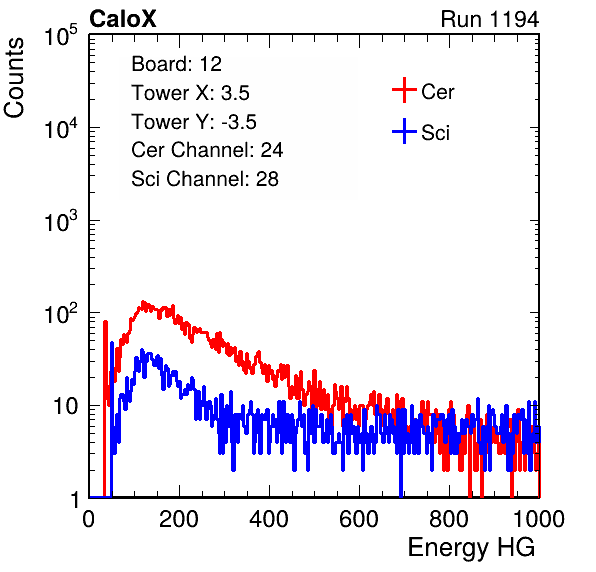 CaloX Run 1194
Counts
Board: 12
Tower X: 3.5
Tower Y: -3.5
Cer Channel: 24
Sci Channel: 28
Cer
Sci
10^5
10^4
10^3
10^2
10
1
0 200 400 600 800 1000
Energy HG